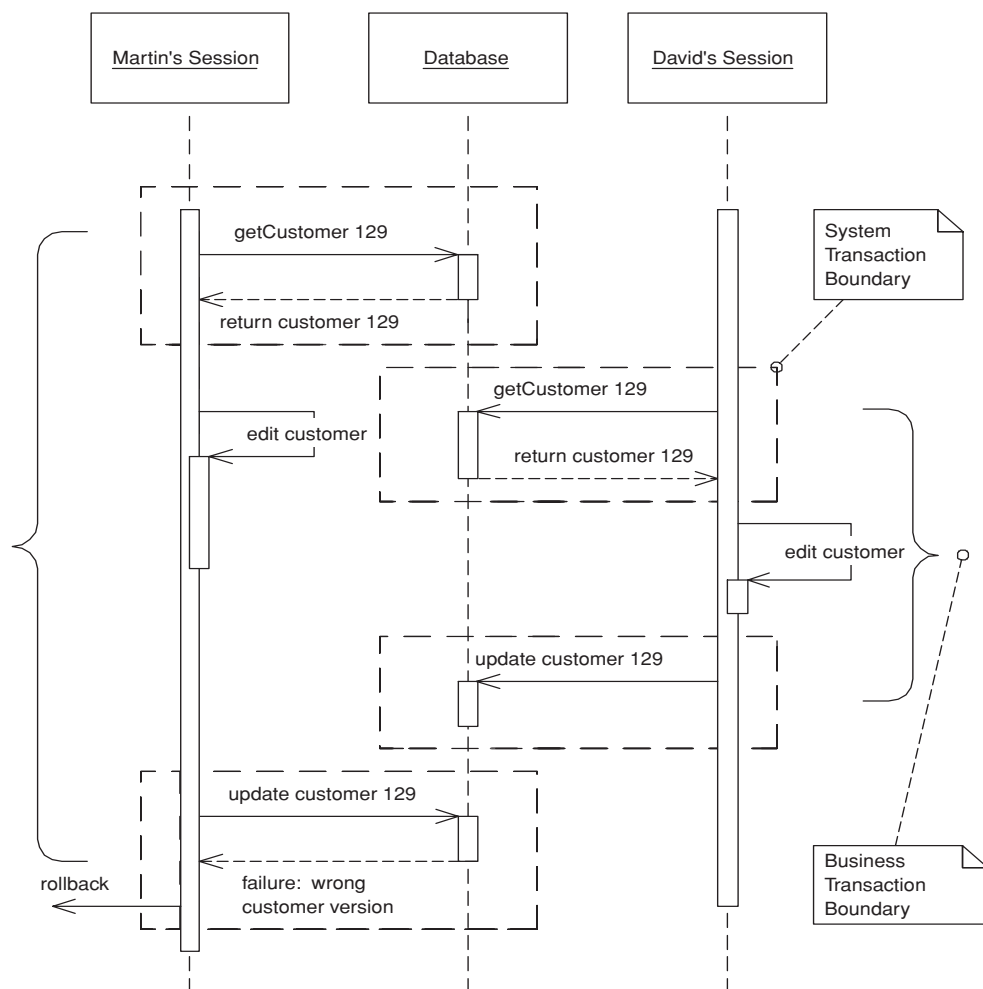 Martin's Session
Database
David's Session
getCustomer 129
return customer 129
System
Transaction
Boundary
getCustomer 129
edit customer
return customer 129
edit customer
update customer 129
update customer 129
failure: wrong
customer version
rollback
Business
Transaction
Boundary